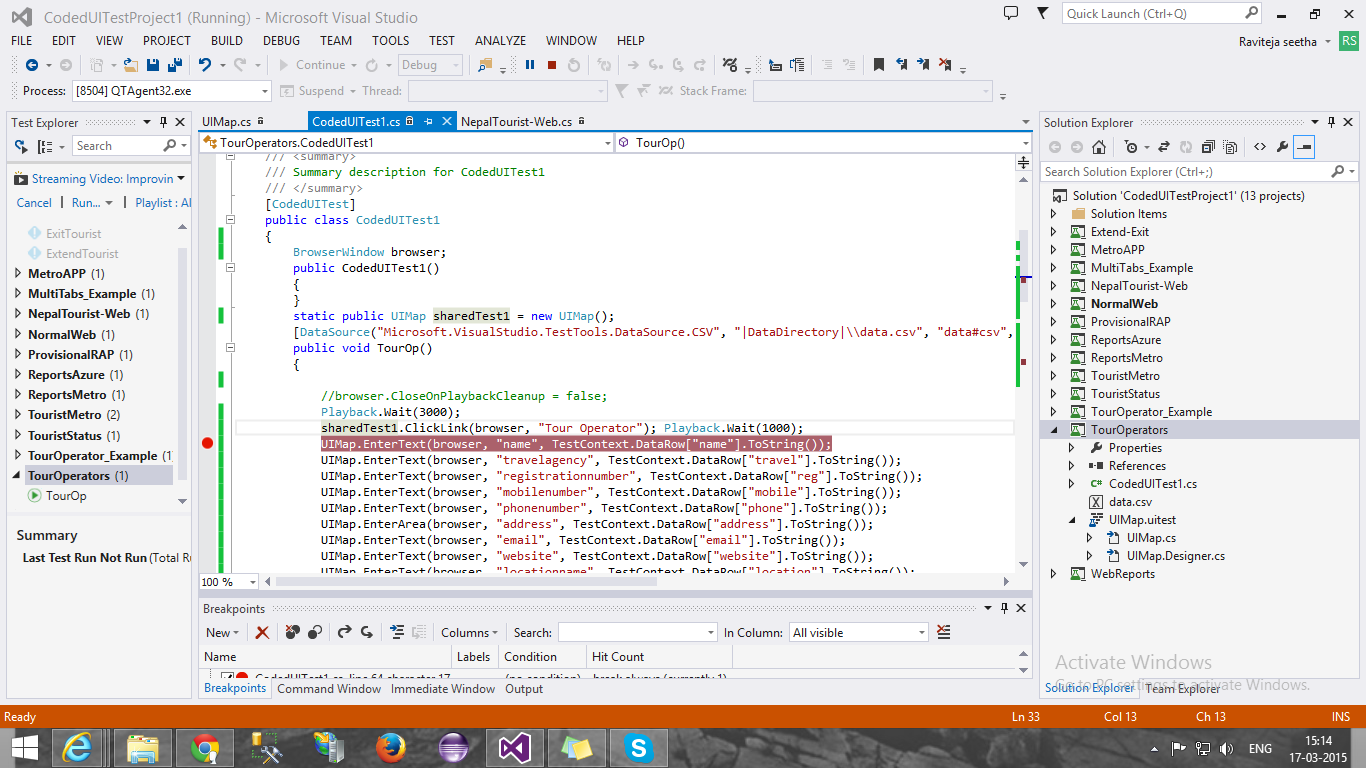 CodedUITestProject1 (Running) - Microsoft Visual Studio
Quick Launch (Ctrl+Q)
FILE EDIT VIEW PROJECT BUILD DEBUG TEAM TOOLS TEST ANALYZE WINDOW HELP
Raviteja seetha RS
Continue Debug
Process: [8504] QTAgent32.exe Suspend Thread: Stack Frame:
Test Explorer
Search
Streaming Video: Improvin
Cancel Run... Playlist : Al
ExitTourist
ExtendTourist
MetroAPP (1)
MultiTabs_Example (1)
NepalTourist-Web (1)
NormalWeb (1)
ProvisionalRAP (1)
ReportsAzure (1)
ReportsMetro (1)
TouristMetro (2)
TouristStatus (1)
TourOperator_Example (1
TourOperators (1)
TourOp
Summary
Last Test Run Not Run (Total Ru
UIMap.cs CodedUITest1.cs NepalTourist-Web.cs
TourOperators.CodedUITest1 TourOp()
/// <summary>
/// Summary description for CodedUITest1
/// </summary>
[CodedUITest]
public class CodedUITest1
{
BrowserWindow browser;
public CodedUITest1()
{
}
static public UIMap sharedTest1 = new UIMap();
[DataSource("Microsoft.VisualStudio.TestTools.DataSource.CSV", "|DataDirectory|\\data.csv", "data#csv",
public void TourOp()
{
//browser.CloseOnPlaybackCleanup = false;
Playback.Wait(3000);
sharedTest1.ClickLink(browser, "Tour Operator"); Playback.Wait(1000);
UIMap.EnterText(browser, "name", TestContext.DataRow["name"].ToString());
UIMap.EnterText(browser, "travelagency", TestContext.DataRow["travel"].ToString());
UIMap.EnterText(browser, "registrationnumber", TestContext.DataRow["reg"].ToString());
UIMap.EnterText(browser, "mobilenumber", TestContext.DataRow["mobile"].ToString());
UIMap.EnterText(browser, "phonenumber", TestContext.DataRow["phone"].ToString());
UIMap.EnterArea(browser, "address", TestContext.DataRow["address"].ToString());
UIMap.EnterText(browser, "email", TestContext.DataRow["email"].ToString());
UIMap.EnterText(browser, "website", TestContext.DataRow["website"].ToString());
UIMap.EnterText(browser, "locationname", TestContext.DataRow["location"].ToString());
100 %
Breakpoints
New Columns Search: In Column: All visible
Name Labels Condition Hit Count
CodedUITest1.cs, line 64 character 17 (no condition) break always (currently 1)
Breakpoints Command Window Immediate Window Output
Solution Explorer
Search Solution Explorer (Ctrl+;)
Solution 'CodedUITestProject1' (13 projects)
Solution Items
Extend-Exit
MetroAPP
MultiTabs_Example
NepalTourist-Web
NormalWeb
ProvisionalRAP
ReportsAzure
ReportsMetro
TouristMetro
TouristStatus
TourOperator_Example
TourOperators
Properties
References
C# CodedUITest1.cs
data.csv
UIMap.uitest
UIMap.cs
UIMap.Designer.cs
WebReports
Activate Windows
Go to PC settings to activate Windows.
Solution Explorer Team Explorer
Ready Ln 33 Col 13 Ch 13 INS
ENG
15:14
17-03-2015